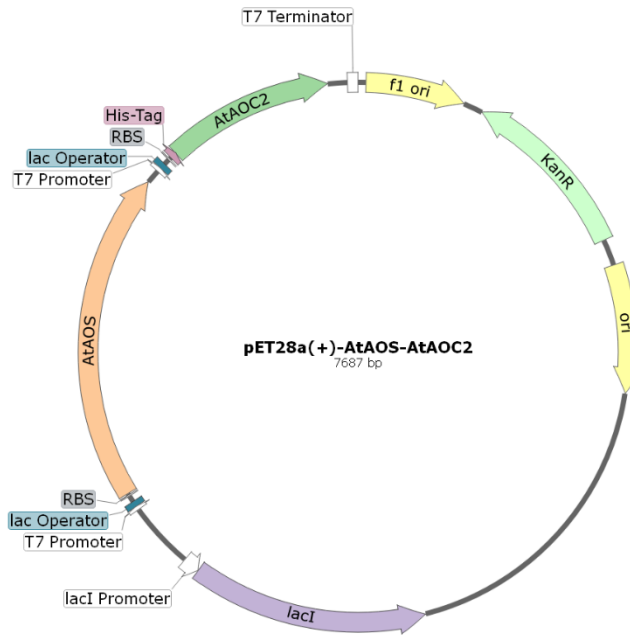 T7 Terminator
f1 ori
AtAOC2
His-Tag
RBS
lac Operator
T7 Promoter
KanR
ori
AtAOS
pET28a(+)-AtAOS-AtAOC2
7687 bp
RBS
lac Operator
T7 Promoter
lacI Promoter
lacI